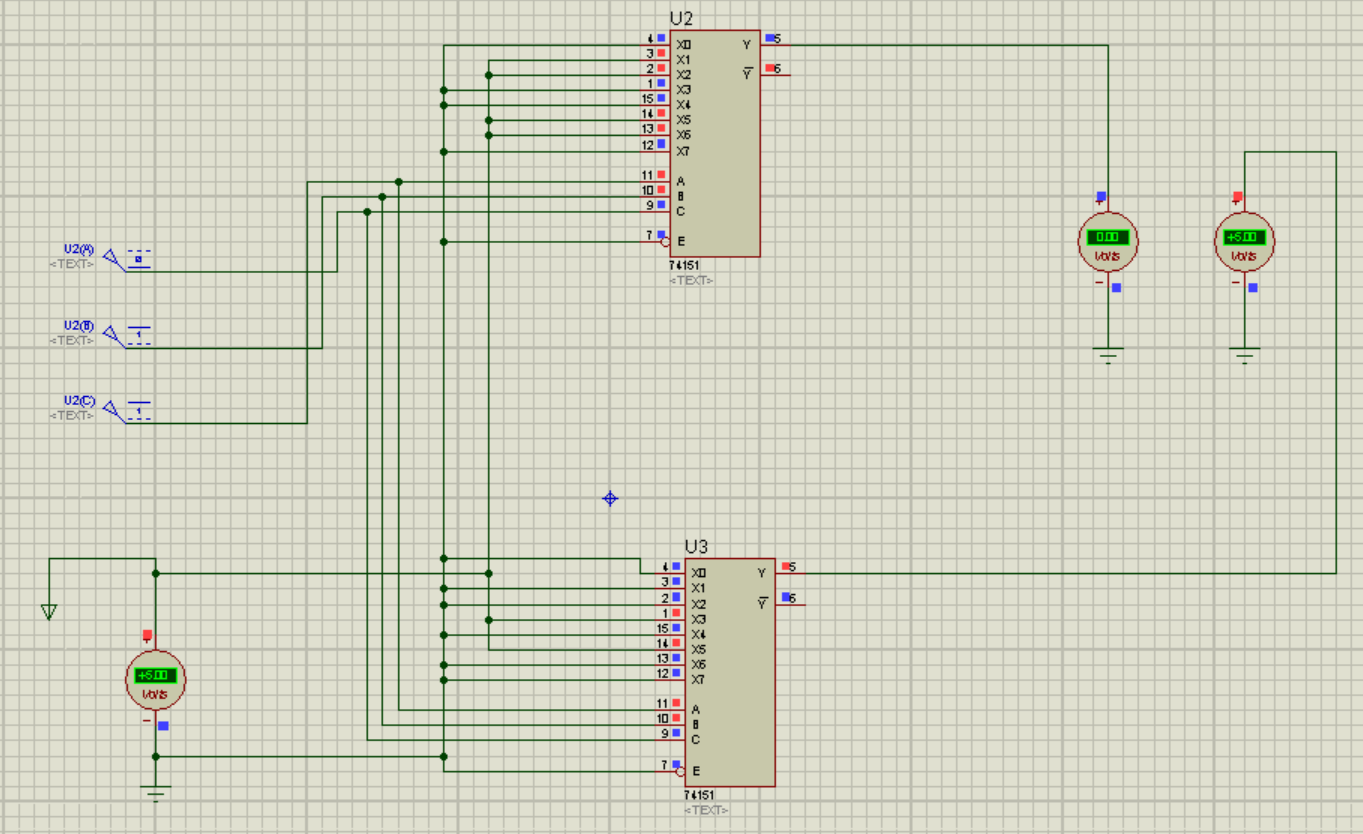 U2
4 X0 Y 5
3 X1
2 X2 Y 6
1 X3
15 X4
14 X5
13 X6
12 X7
11 A
10 B
9 C
7 E
74151
<TEXT>
U2(A)
<TEXT>
0
U2(B)
<TEXT>
1
U2(C)
<TEXT>
1
+
0.00
Volts
−
+
+5.00
Volts
−
+
+5.00
Volts
−
U3
4 X0 Y 5
3 X1
2 X2 Y 6
1 X3
15 X4
14 X5
13 X6
12 X7
11 A
10 B
9 C
7 E
74151
<TEXT>